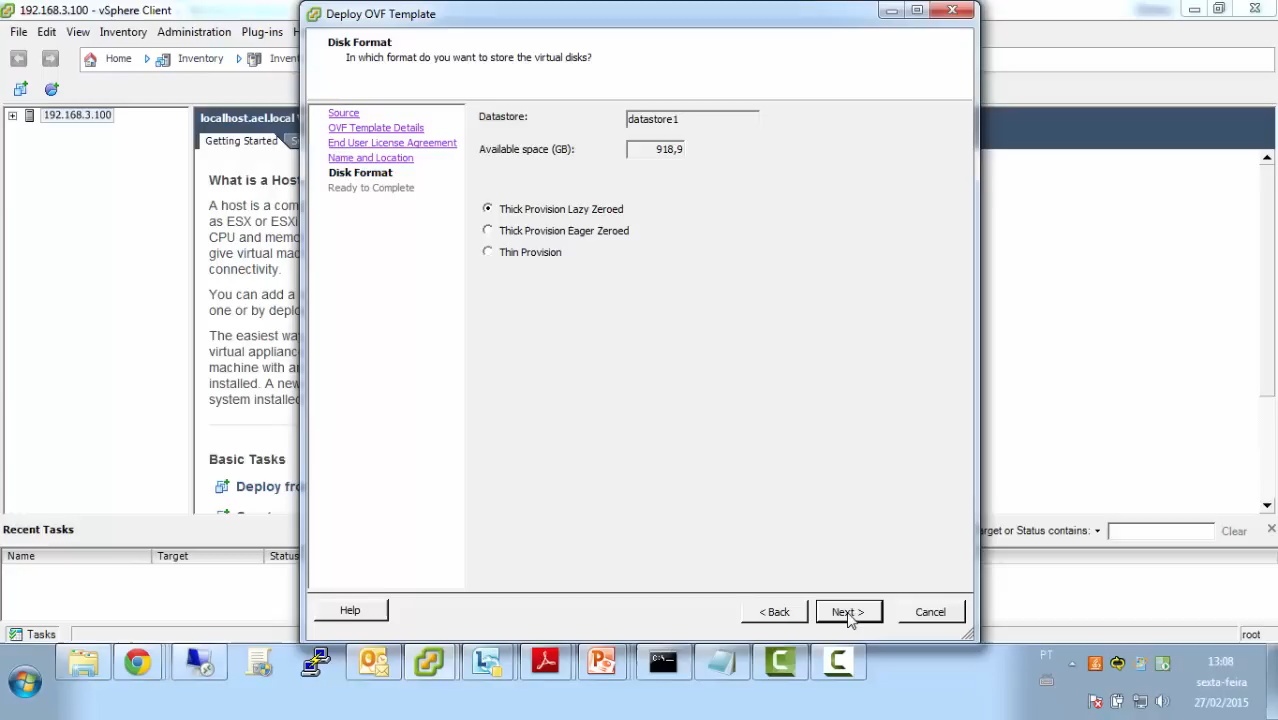 192.168.3.100 - vSphere Client
File Edit View Inventory Administration Plug-ins H
Home Inventory Invent
192.168.3.100
localhost.ael.local
Getting Started
What is a Hos
A host is a comp
as ESX or ESXi
CPU and memo
give virtual mac
connectivity.
You can add a
one or by deplo
The easiest wa
virtual applianc
machine with an
installed. A new
system installed
Basic Tasks
Deploy fro
Deploy OVF Template
Disk Format
In which format do you want to store the virtual disks?
Source
OVF Template Details
End User License Agreement
Name and Location
Disk Format
Ready to Complete
Datastore: datastore1
Available space (GB): 918,9
Thick Provision Lazy Zeroed
Thick Provision Eager Zeroed
Thin Provision
Help < Back Next > Cancel
Recent Tasks
arget or Status contains: Clear
Name Target Status
Tasks
root
PT
13:08
sexta-feira
27/02/2015